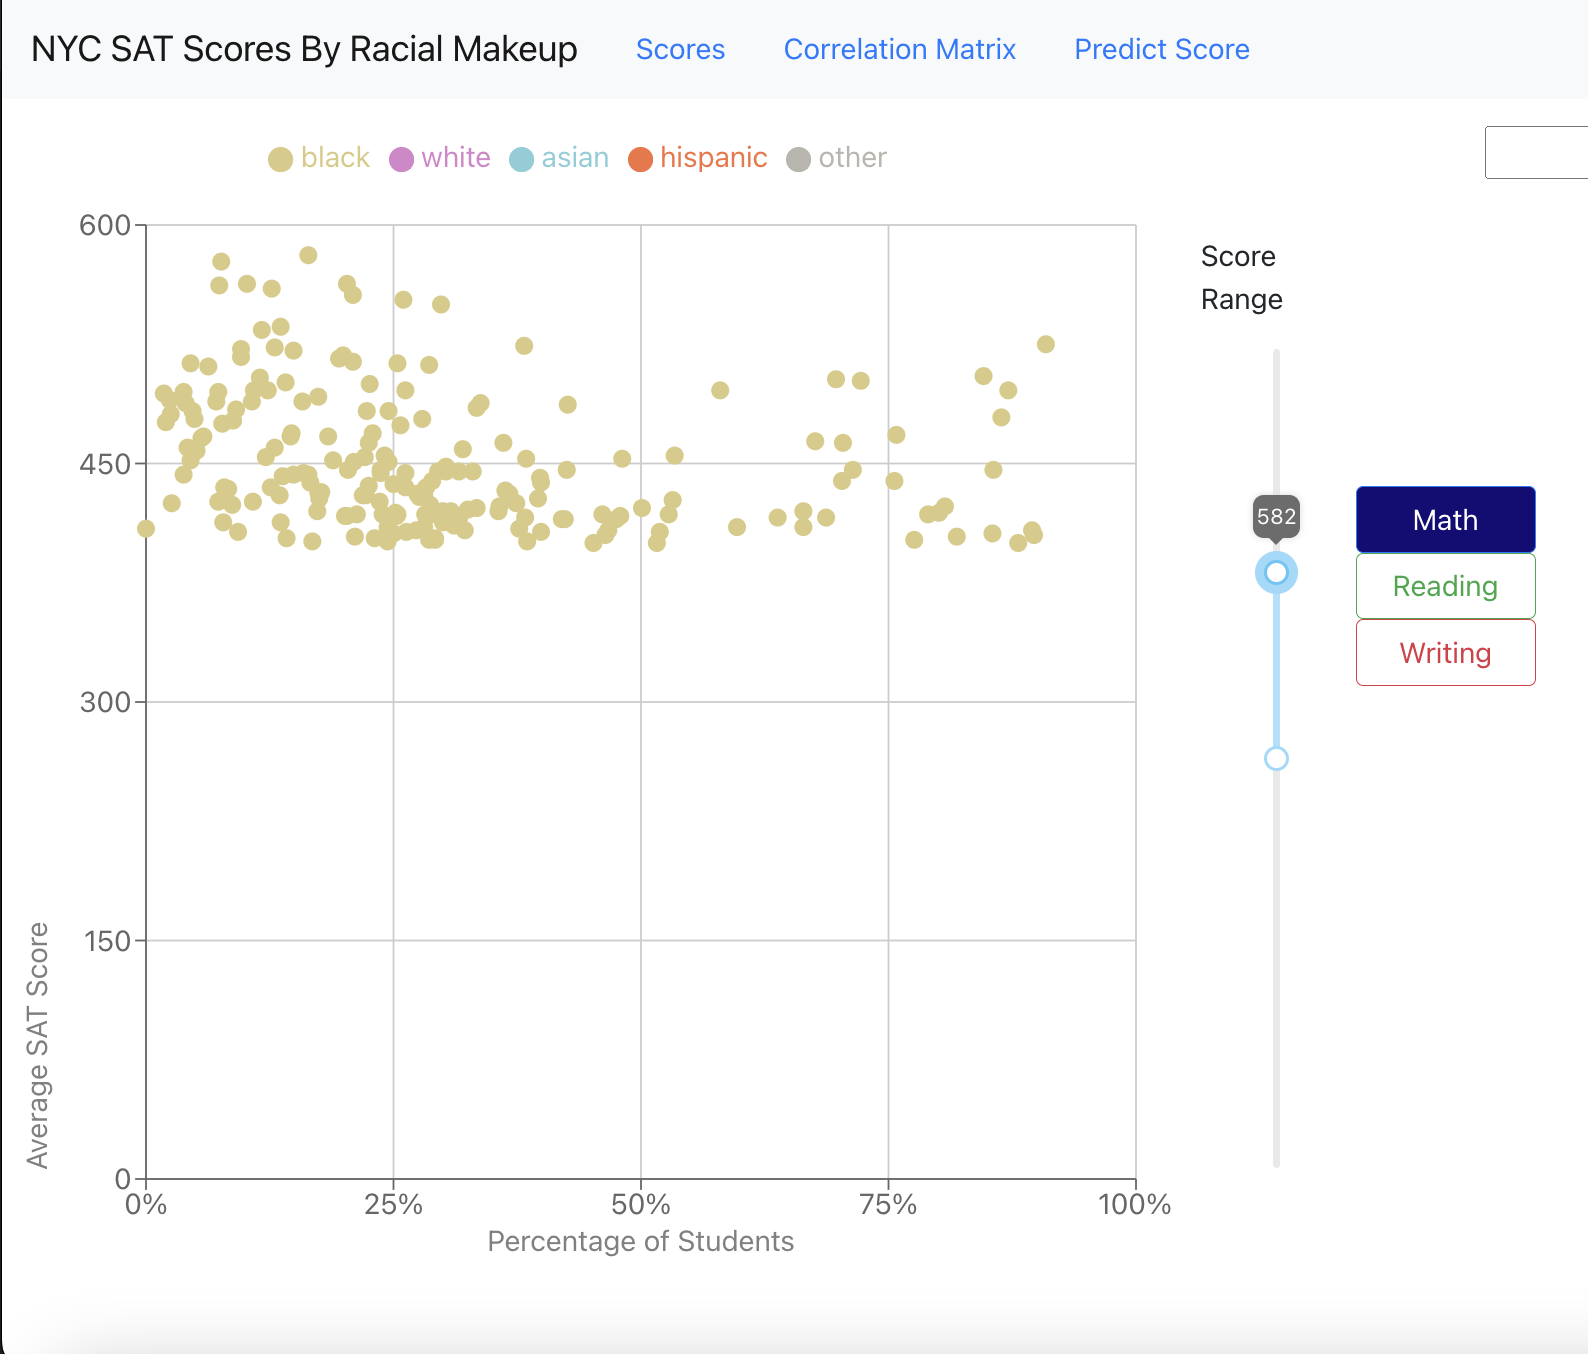 NYC SAT Scores By Racial Makeup Scores Correlation Matrix Predict Score
black white asian hispanic other
600
450
300
150
0
Average SAT Score
0% 25% 50% 75% 100%
Percentage of Students
Score
Range
582
Math
Reading
Writing